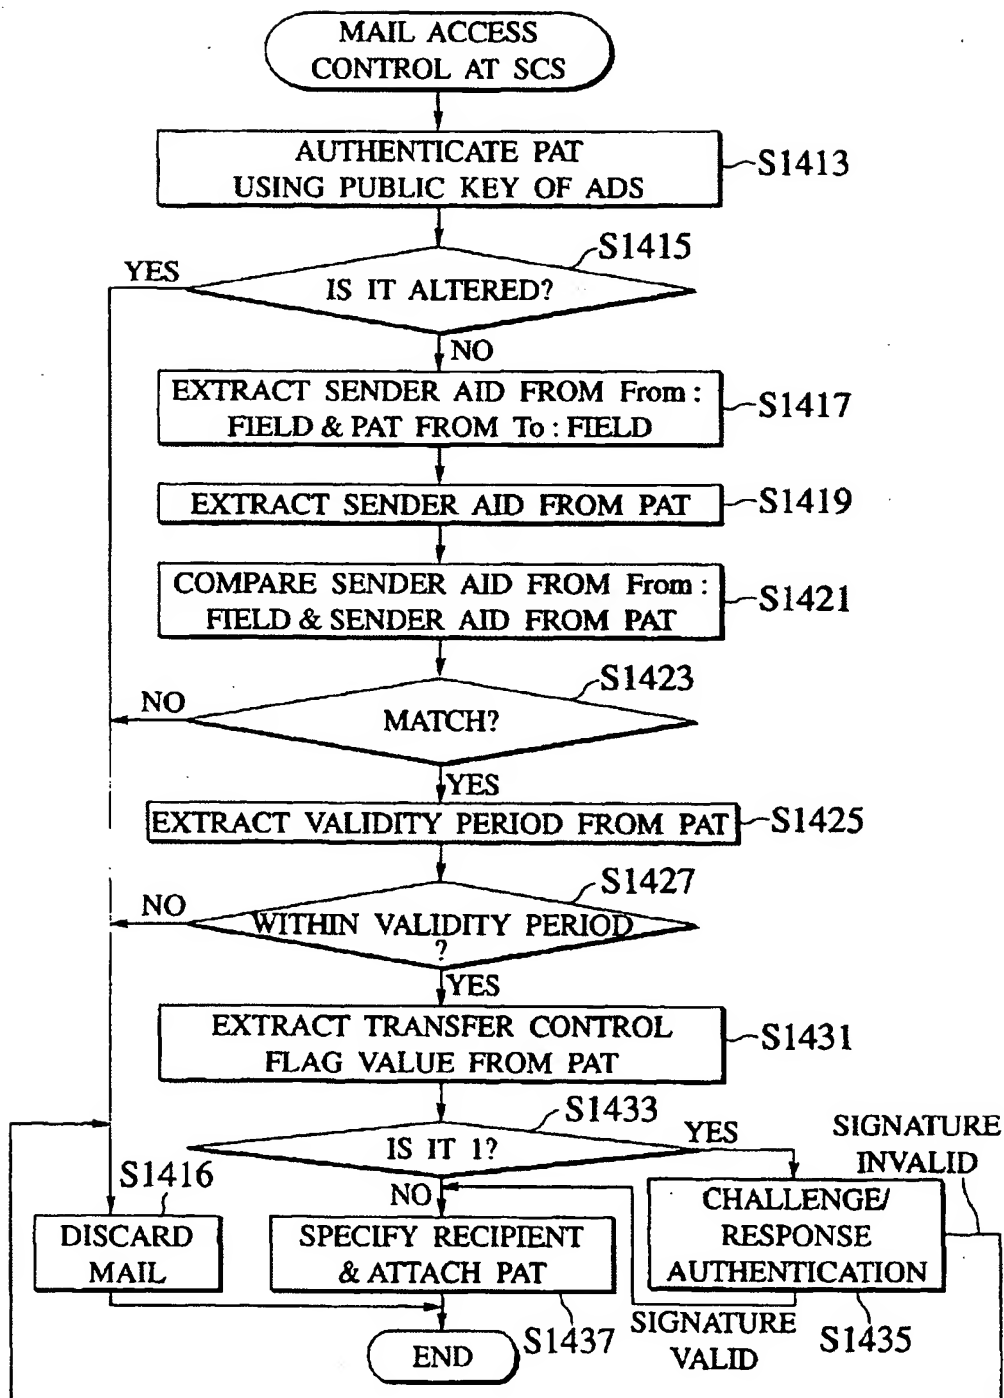 MAIL ACCESS
CONTROL AT SCS
AUTHENTICATE PAT
USING PUBLIC KEY OF ADS
S1413
S1415
YES
IS IT ALTERED?
NO
EXTRACT SENDER AID FROM From :
FIELD & PAT FROM To : FIELD
S1417
EXTRACT SENDER AID FROM PAT
S1419
COMPARE SENDER AID FROM From :
FIELD & SENDER AID FROM PAT
S1421
S1423
NO
MATCH?
YES
EXTRACT VALIDITY PERIOD FROM PAT
S1425
S1427
NO
WITHIN VALIDITY PERIOD
?
YES
EXTRACT TRANSFER CONTROL
FLAG VALUE FROM PAT
S1431
S1433
IS IT 1?
YES
SIGNATURE
INVALID
S1416
NO
DISCARD
MAIL
SPECIFY RECIPIENT
& ATTACH PAT
CHALLENGE/
RESPONSE
AUTHENTICATION
S1437
SIGNATURE
VALID
S1435
END